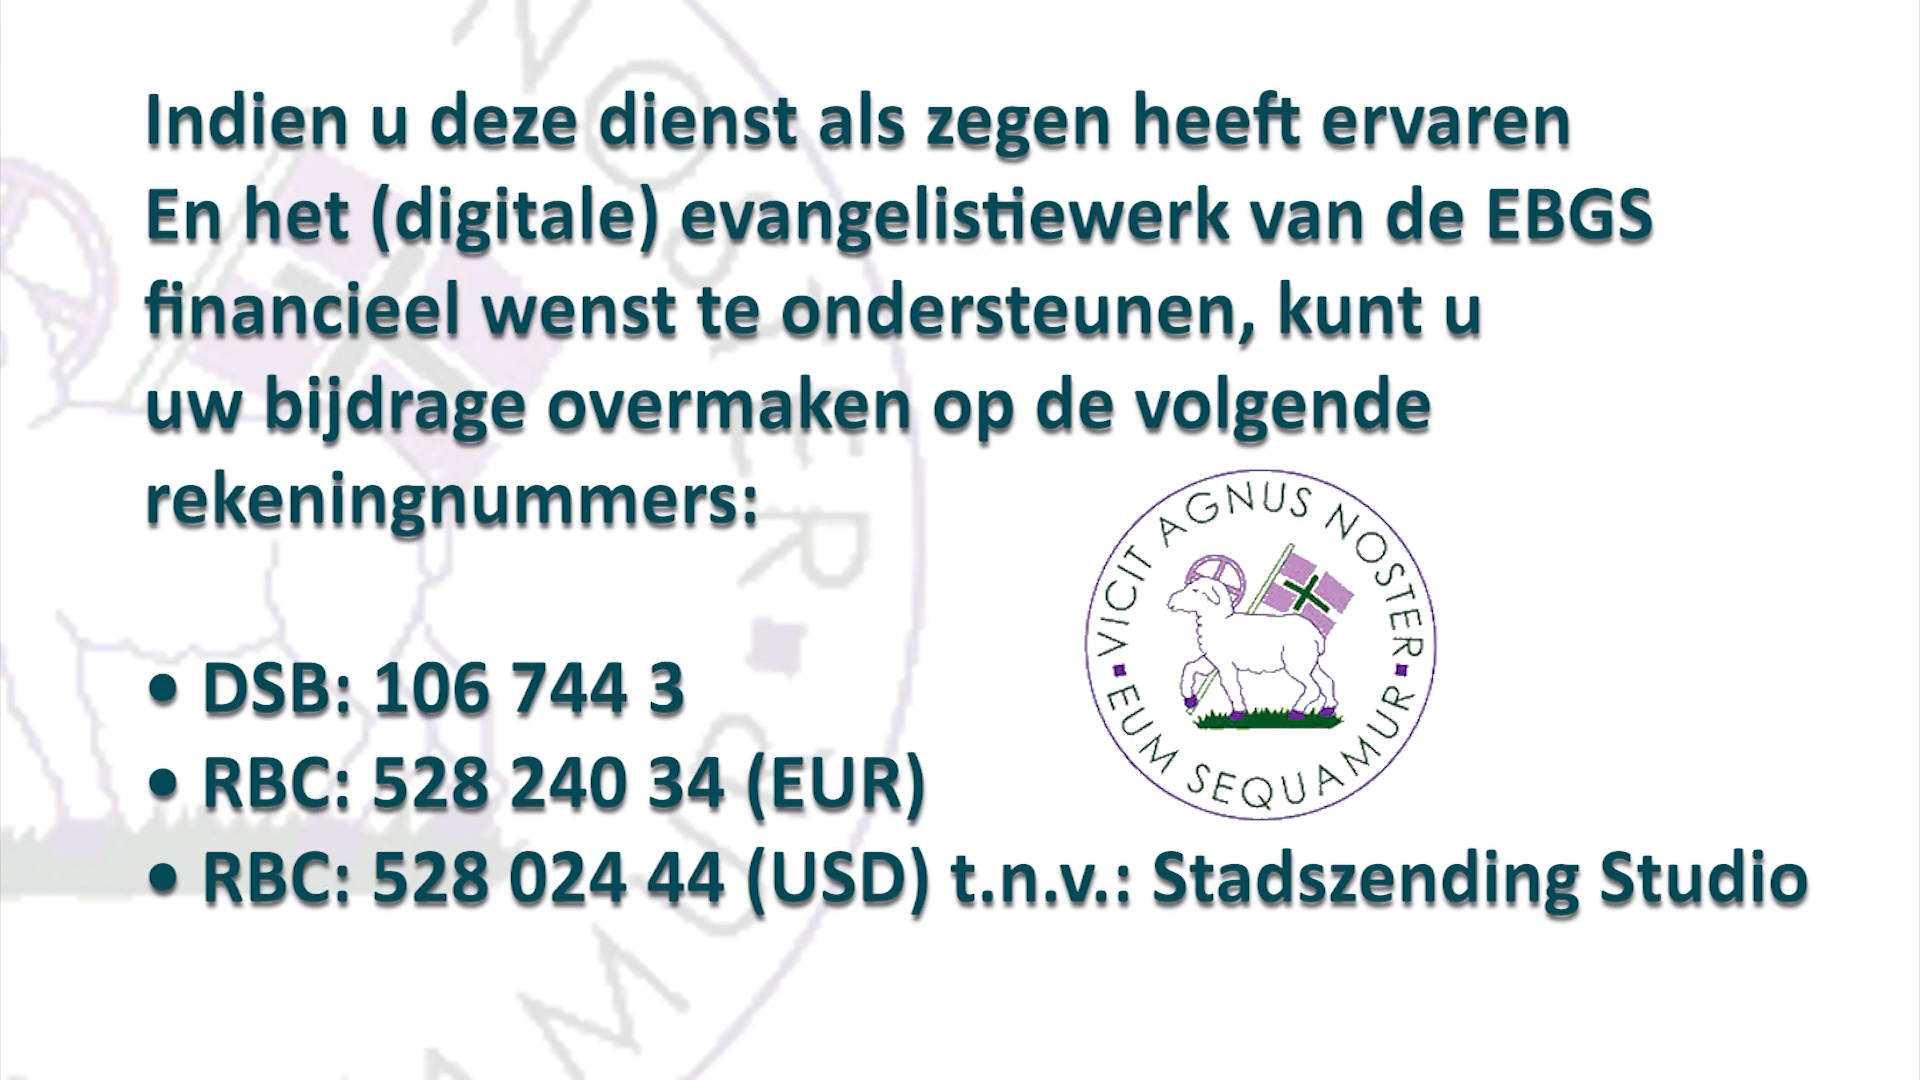 Indien u deze dienst als zegen heeft ervaren
En het (digitale) evangelistiewerk van de EBGS
financieel wenst te ondersteunen, kunt u
uw bijdrage overmaken op de volgende
rekeningnummers:
• DSB: 106 744 3
• RBC: 528 240 34 (EUR)
• RBC: 528 024 44 (USD) t.n.v.: Stadszending Studio
VICIT AGNUS NOSTER
EUM SEQUAMUR